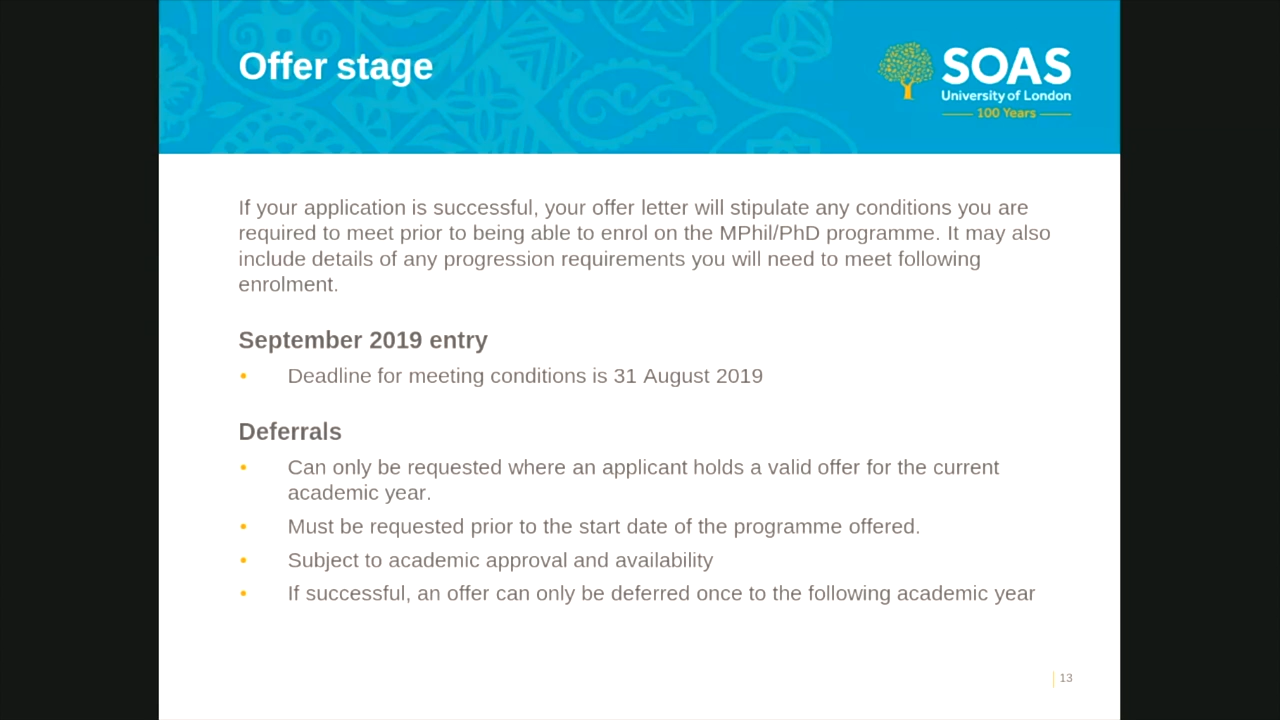 Offer stage
SOAS
University of London
100 Years
If your application is successful, your offer letter will stipulate any conditions you are
required to meet prior to being able to enrol on the MPhil/PhD programme. It may also
include details of any progression requirements you will need to meet following
enrolment.
September 2019 entry
• Deadline for meeting conditions is 31 August 2019
Deferrals
• Can only be requested where an applicant holds a valid offer for the current
academic year.
• Must be requested prior to the start date of the programme offered.
• Subject to academic approval and availability
• If successful, an offer can only be deferred once to the following academic year
13